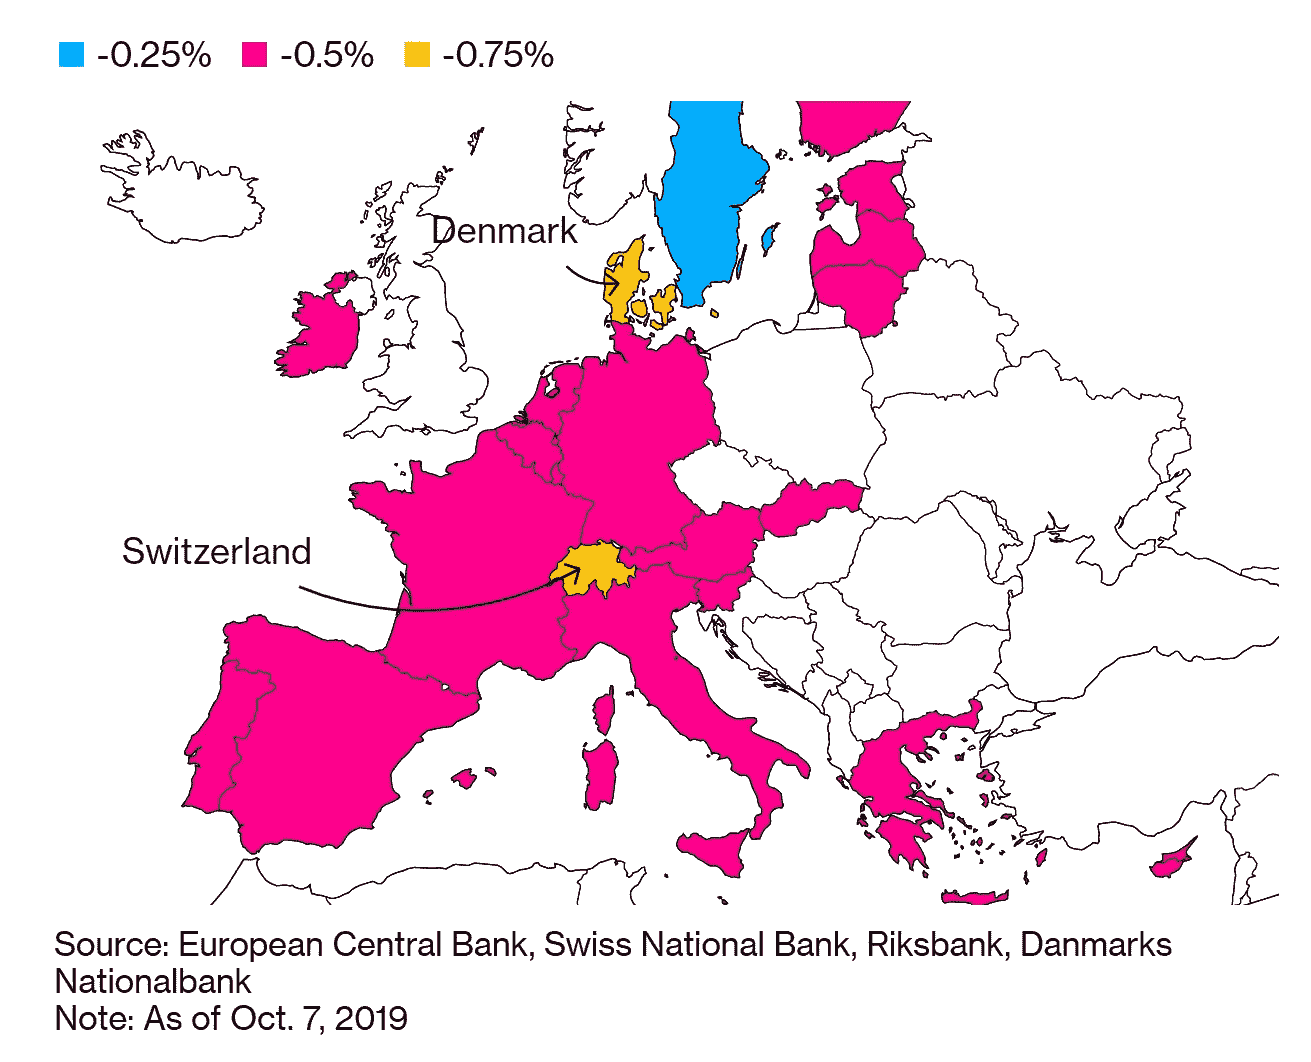 -0.25% -0.5% -0.75%
Denmark
Switzerland
Source: European Central Bank, Swiss National Bank, Riksbank, Danmarks
Nationalbank
Note: As of Oct. 7, 2019